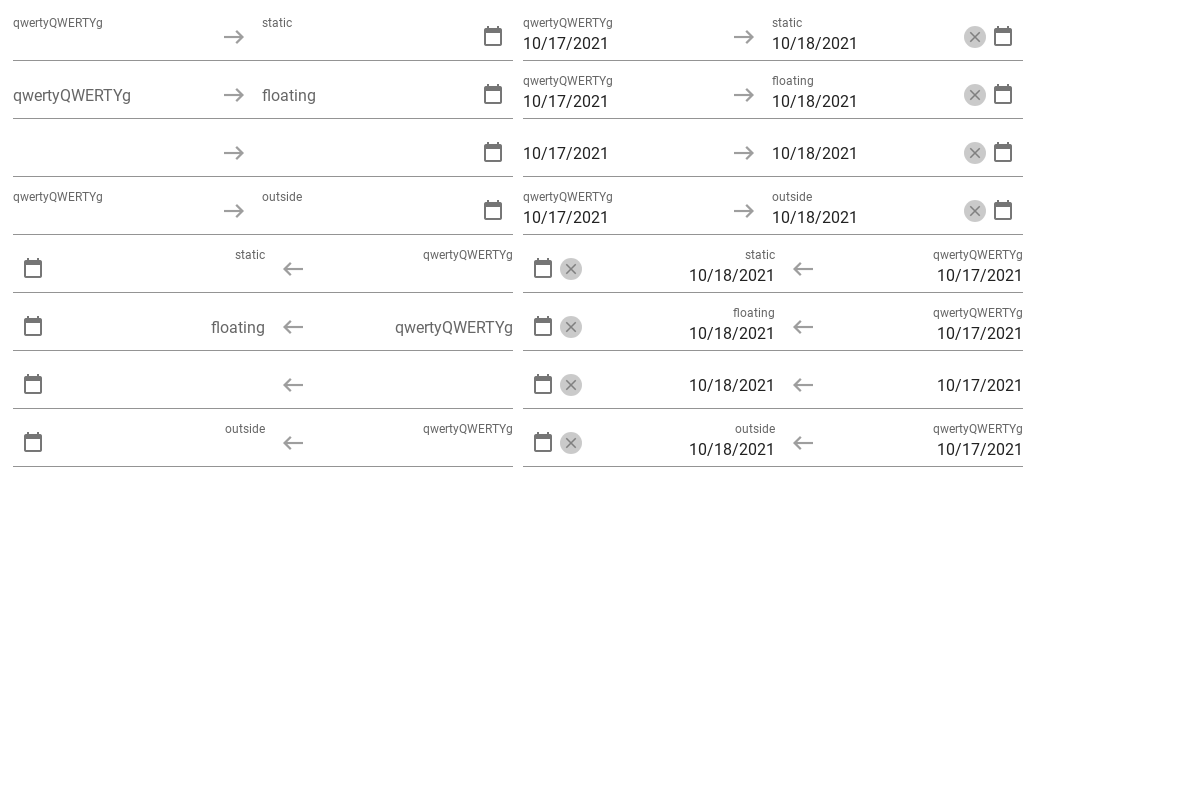 qwertyQWERTYg static qwertyQWERTYg static
10/17/2021 10/18/2021
qwertyQWERTYg floating qwertyQWERTYg floating
10/17/2021 10/18/2021
10/17/2021 10/18/2021
qwertyQWERTYg outside qwertyQWERTYg outside
10/17/2021 10/18/2021
static qwertyQWERTYg static qwertyQWERTYg
10/18/2021 10/17/2021
floating qwertyQWERTYg floating qwertyQWERTYg
10/18/2021 10/17/2021
10/18/2021 10/17/2021
outside qwertyQWERTYg outside qwertyQWERTYg
10/18/2021 10/17/2021